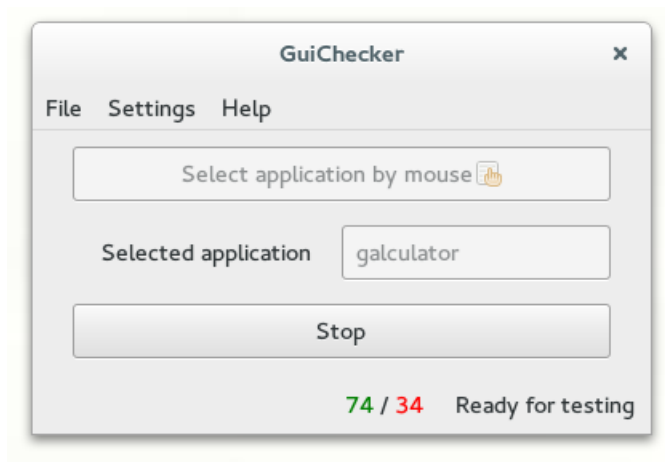 GuiChecker ×
File Settings Help
Select application by mouse
Selected application galculator
Stop
74 / 34 Ready for testing